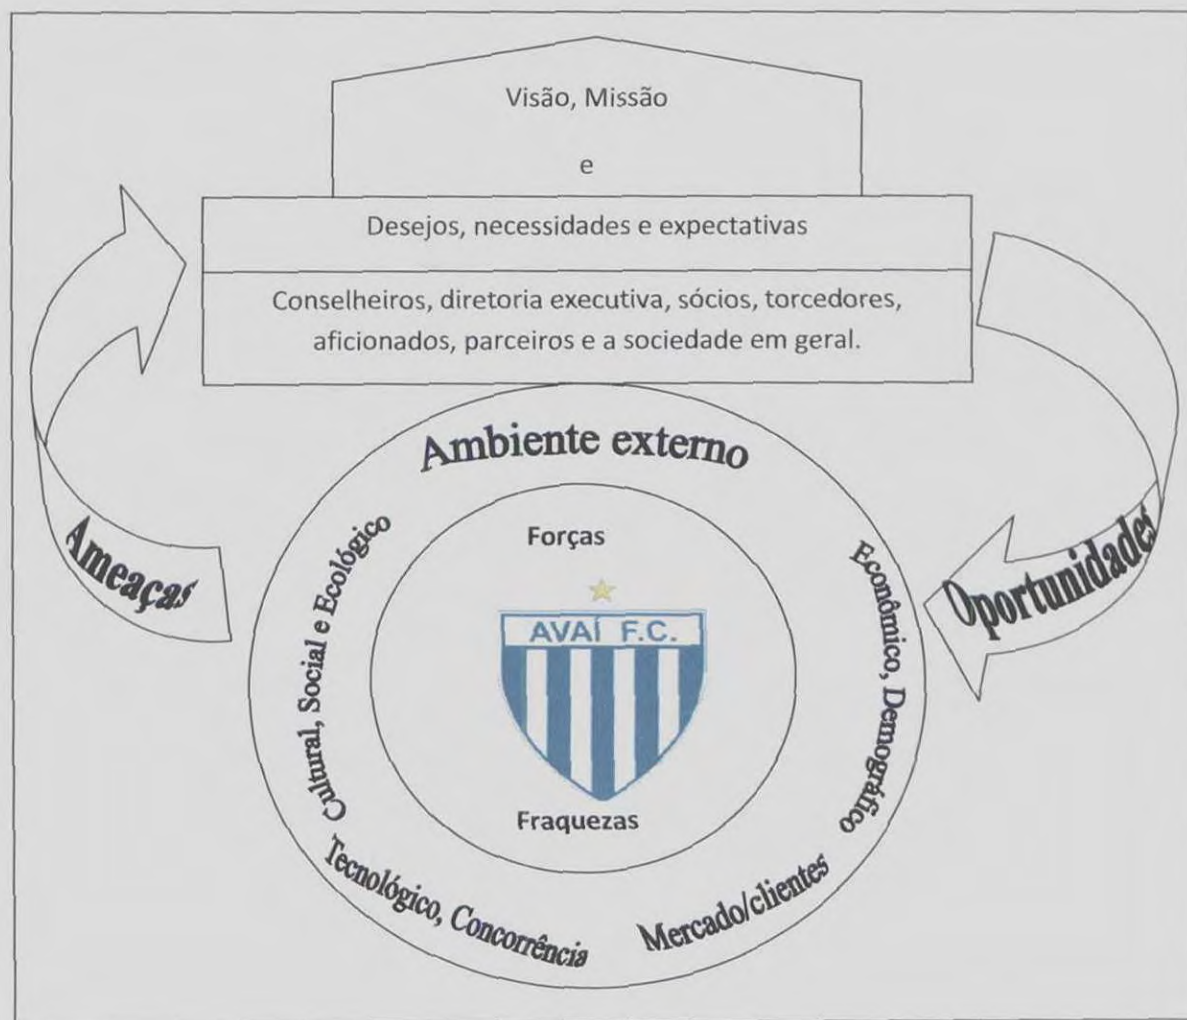 Visão, Missão
e
Desejos, necessidades e expectativas
Conselheiros, diretoria executiva, sócios, torcedores,
aficionados, parceiros e a sociedade em geral.
Ambiente externo
Ameaças
Cultural, Social e Ecológico
Forças
AVAÍ F.C.
Fraquezas
Econômico, Demográfico
Oportunidades
Tecnológico, Concorrência
Mercado/clientes